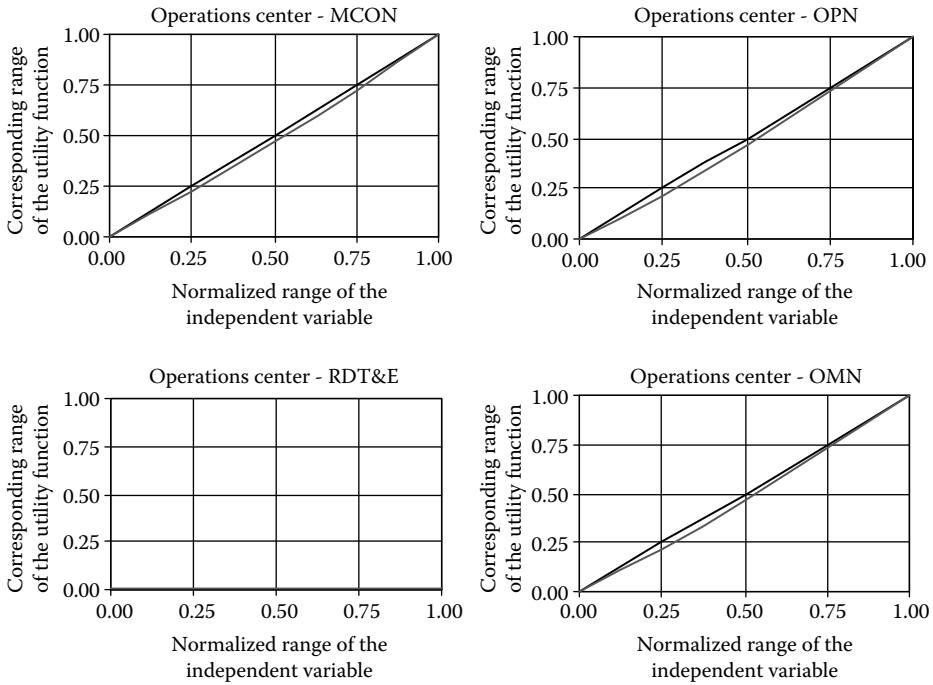 Operations center - MCON
Corresponding range
of the utility function
1.00
0.75
0.50
0.25
0.00
0.00 0.25 0.50 0.75 1.00
Normalized range of the
independent variable
Operations center - OPN
Corresponding range
of the utility function
1.00
0.75
0.50
0.25
0.00
0.00 0.25 0.50 0.75 1.00
Normalized range of the
independent variable
Operations center - RDT&E
Corresponding range
of the utility function
1.00
0.75
0.50
0.25
0.00
0.00 0.25 0.50 0.75 1.00
Normalized range of the
independent variable
Operations center - OMN
Corresponding range
of the utility function
1.00
0.75
0.50
0.25
0.00
0.00 0.25 0.50 0.75 1.00
Normalized range of the
independent variable